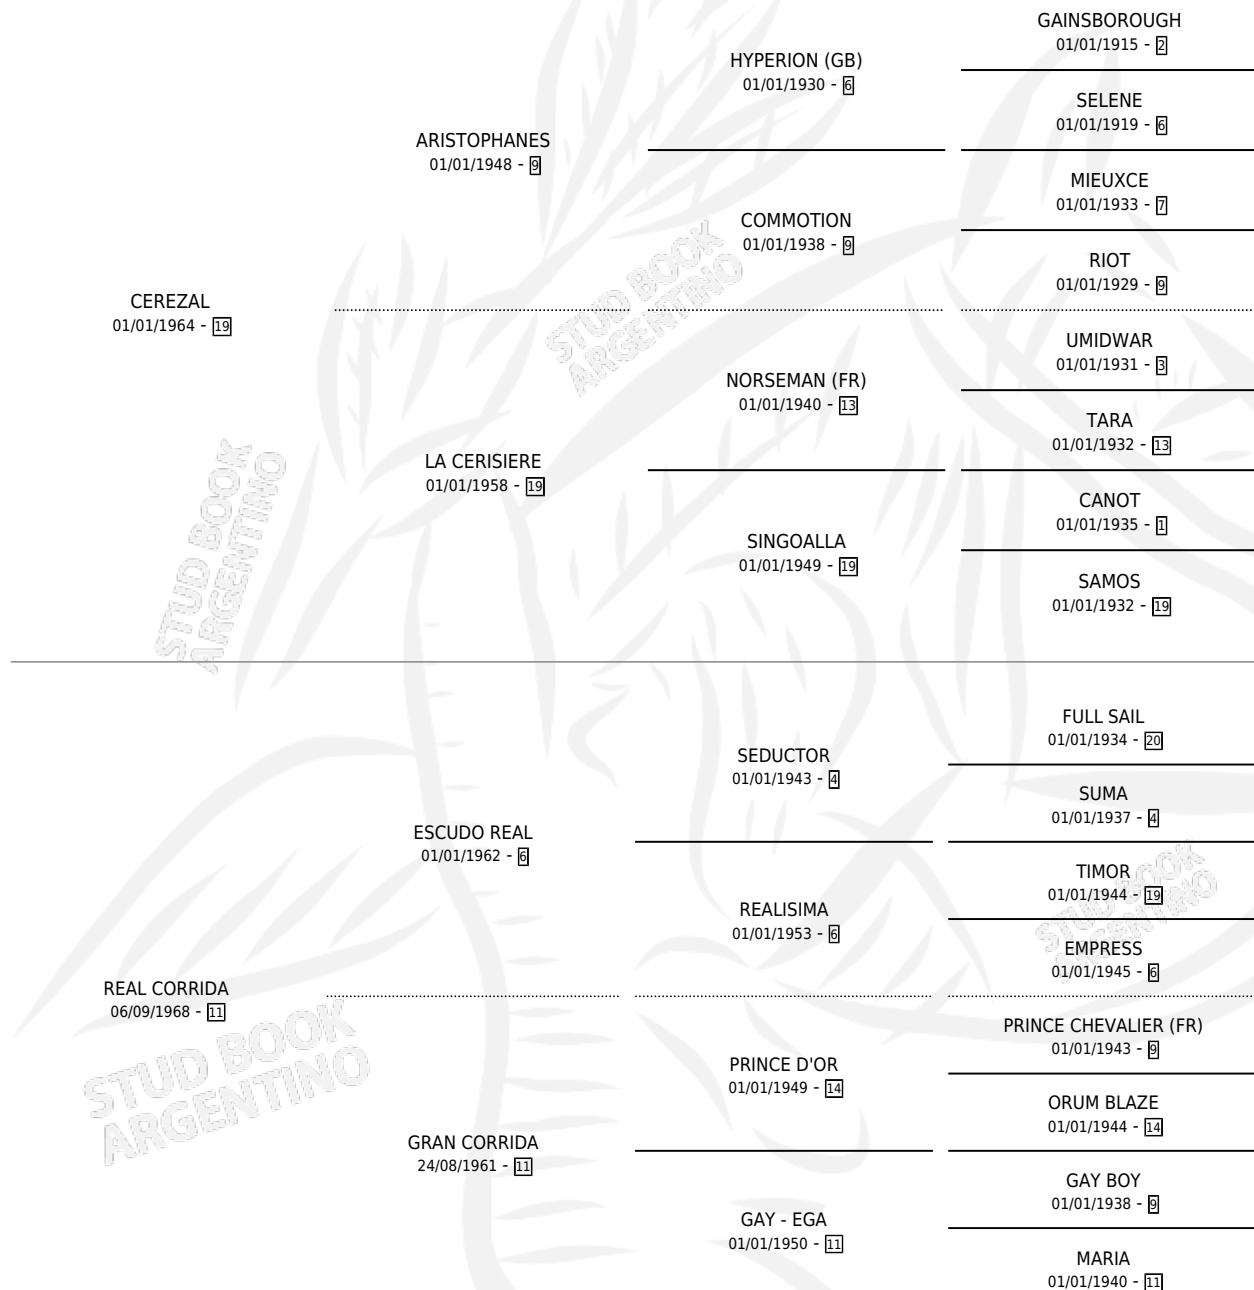 GAINSBOROUGH
01/01/1915 - 2
HYPERION (GB)
01/01/1930 - 6
SELENE
01/01/1919 - 6
ARISTOPHANES
01/01/1948 - 9
MIEUXCE
01/01/1933 - 7
COMMOTION
01/01/1938 - 9
RIOT
01/01/1929 - 9
CEREZAL
01/01/1964 - 19
UMIDWAR
01/01/1931 - 3
NORSEMAN (FR)
01/01/1940 - 13
TARA
01/01/1932 - 13
LA CERISIERE
01/01/1958 - 19
CANOT
01/01/1935 - 1
SINGOALLA
01/01/1949 - 19
SAMOS
01/01/1932 - 19
FULL SAIL
01/01/1934 - 20
SEDUCTOR
01/01/1943 - 4
SUMA
01/01/1937 - 4
ESCUDO REAL
01/01/1962 - 6
TIMOR
01/01/1944 - 19
REALISIMA
01/01/1953 - 6
EMPRESS
01/01/1945 - 6
REAL CORRIDA
06/09/1968 - 11
PRINCE CHEVALIER (FR)
01/01/1943 - 9
PRINCE D'OR
01/01/1949 - 14
ORUM BLAZE
01/01/1944 - 14
GRAN CORRIDA
24/08/1961 - 11
GAY BOY
01/01/1938 - 9
GAY - EGA
01/01/1950 - 11
MARIA
01/01/1940 - 11
STUD BOOK
ARGENTINO
STUD BOOK
ARGENTINO
STUD BOOK
ARGENTINO
STUD BOOK
ARGENTINO